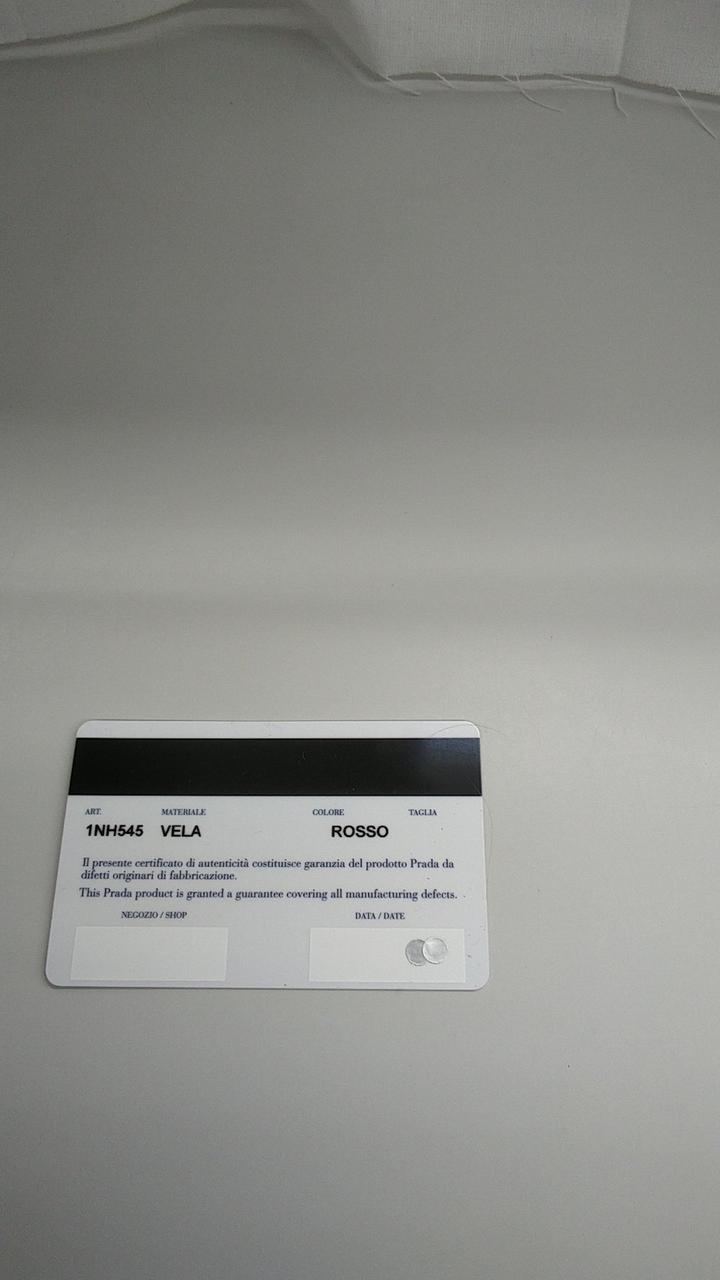 ART. MATERIALE COLORE TAGLIA
1NH545 VELA ROSSO
Il presente certificato di autenticità costituisce garanzia del prodotto Prada da
difetti originari di fabbricazione.
This Prada product is granted a guarantee covering all manufacturing defects.
NEGOZIO / SHOP DATA / DATE